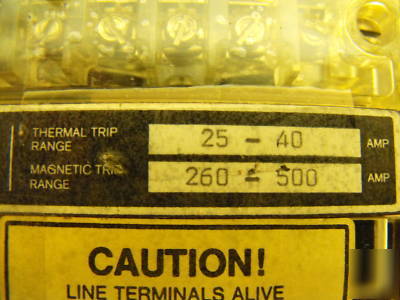 THERMAL TRIP RANGE 25 - 40 AMP
MAGNETIC TRIP RANGE 260 - 500 AMP
CAUTION!
LINE TERMINALS ALIVE